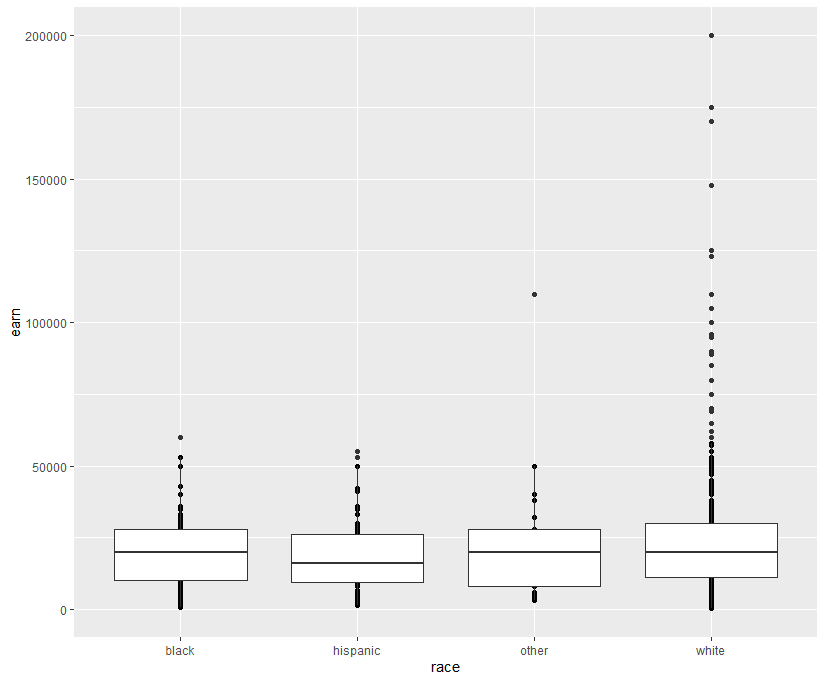 200000
150000
100000
50000
0
earn
black
hispanic
other
white
race